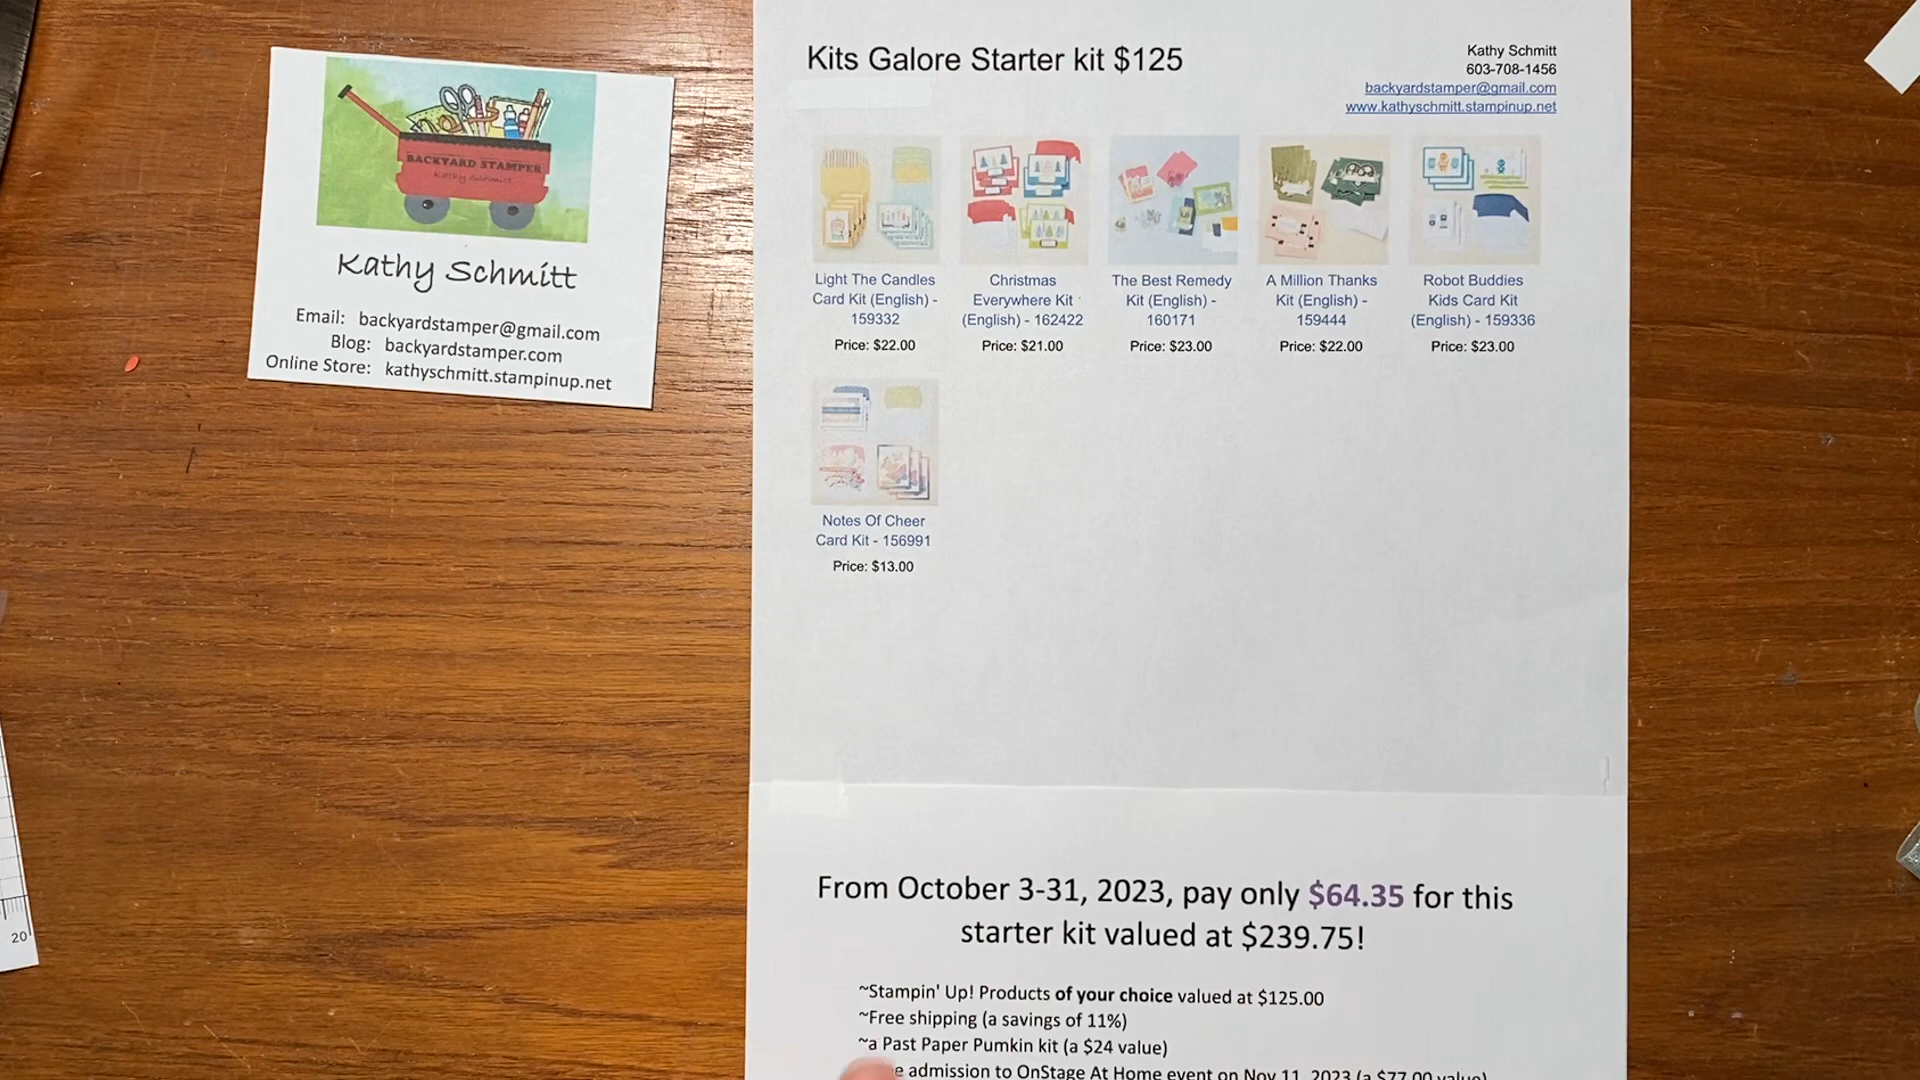 BACKYARD STAMPER
Kathy Schmitt
Kathy Schmitt
Email: backyardstamper@gmail.com
Blog: backyardstamper.com
Online Store: kathyschmitt.stampinup.net
Kits Galore Starter kit $125
Kathy Schmitt
603-708-1456
backyardstamper@gmail.com
www.kathyschmitt.stampinup.net
Light The Candles
Card Kit (English) -
159332
Price: $22.00
Christmas
Everywhere Kit
(English) - 162422
Price: $21.00
The Best Remedy
Kit (English) -
160171
Price: $23.00
A Million Thanks
Kit (English) -
159444
Price: $22.00
Robot Buddies
Kids Card Kit
(English) - 159336
Price: $23.00
Notes Of Cheer
Card Kit - 156991
Price: $13.00
From October 3-31, 2023, pay only $64.35 for this
starter kit valued at $239.75!
~Stampin' Up! Products of your choice valued at $125.00
~Free shipping (a savings of 11%)
~a Past Paper Pumkin kit (a $24 value)
admission to OnStage At Home event on Nov 11, 2023 (a $77.00 value)
20